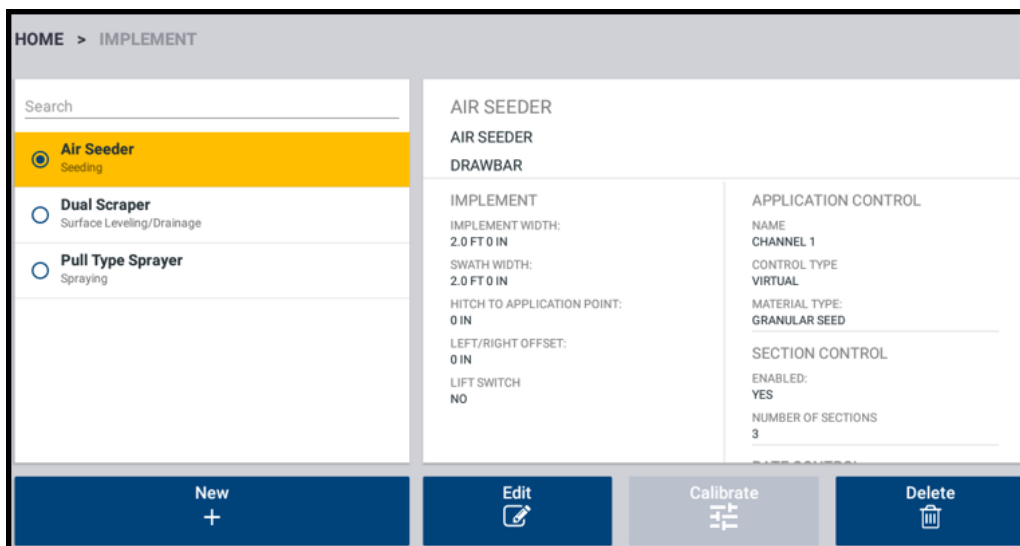 HOME > IMPLEMENT
Search
Air Seeder
Seeding
Dual Scraper
Surface Leveling/Drainage
Pull Type Sprayer
Spraying
AIR SEEDER
AIR SEEDER
DRAWBAR
IMPLEMENT
IMPLEMENT WIDTH:
2.0 FT 0 IN
SWATH WIDTH:
2.0 FT 0 IN
HITCH TO APPLICATION POINT:
0 IN
LEFT/RIGHT OFFSET:
0 IN
LIFT SWITCH
NO
APPLICATION CONTROL
NAME
CHANNEL 1
CONTROL TYPE
VIRTUAL
MATERIAL TYPE:
GRANULAR SEED
SECTION CONTROL
ENABLED:
YES
NUMBER OF SECTIONS
3
New
Edit
Calibrate
Delete